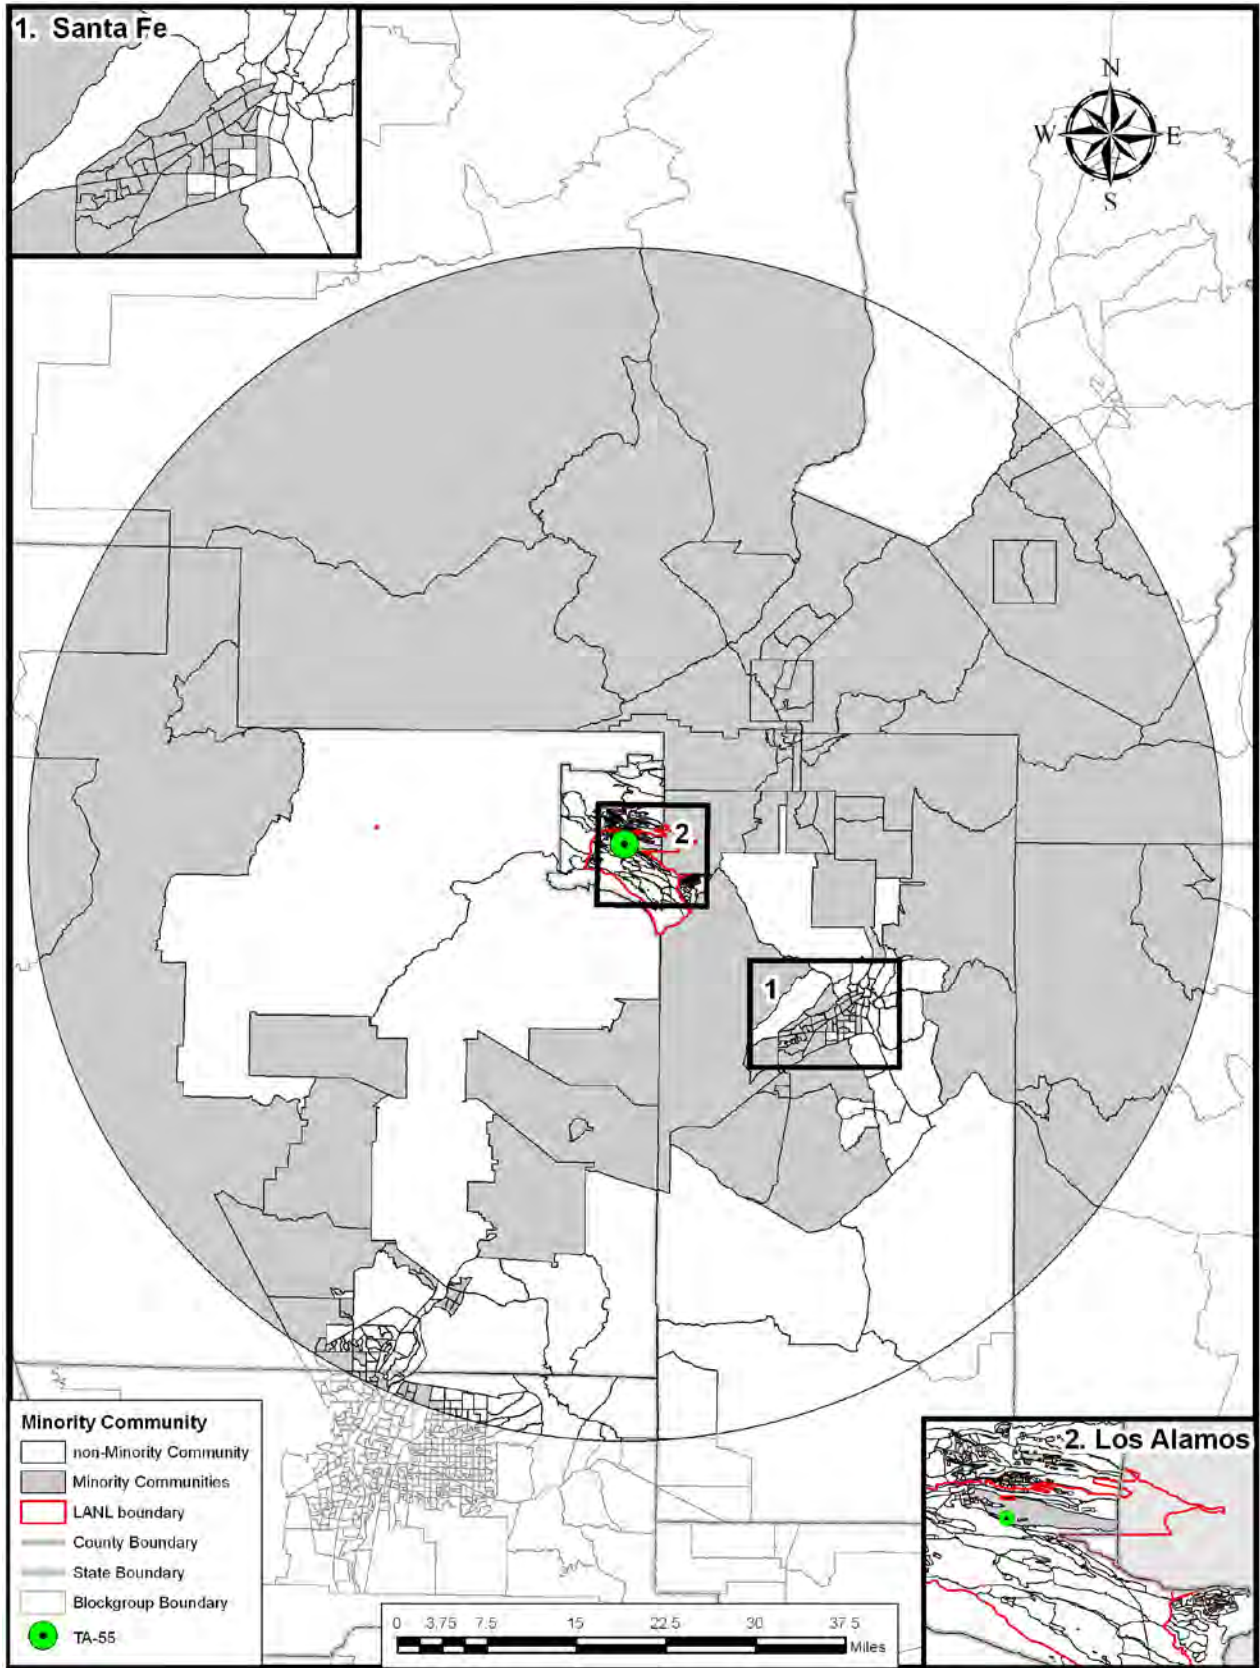 1. Santa Fe
N
W
E
S
2
1
Minority Community
non-Minority Community
Minority Communities
LANL boundary
County Boundary
State Boundary
Blockgroup Boundary
TA-55
0 3.75 7.5 15 22.5 30 37.5
Miles
2. Los Alamos